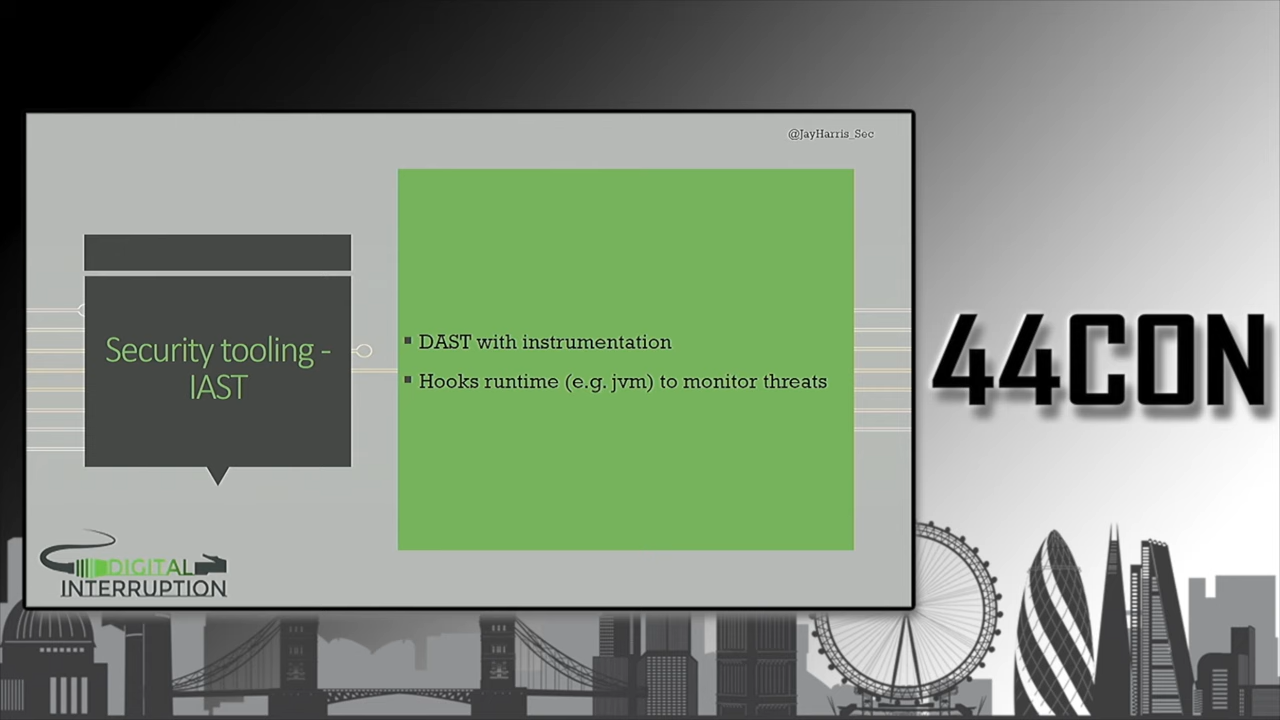 @JayHarris_Sec
Security tooling -
IAST
▪ DAST with instrumentation
▪ Hooks runtime (e.g. jvm) to monitor threats
DIGITAL
INTERRUPTION
44CON